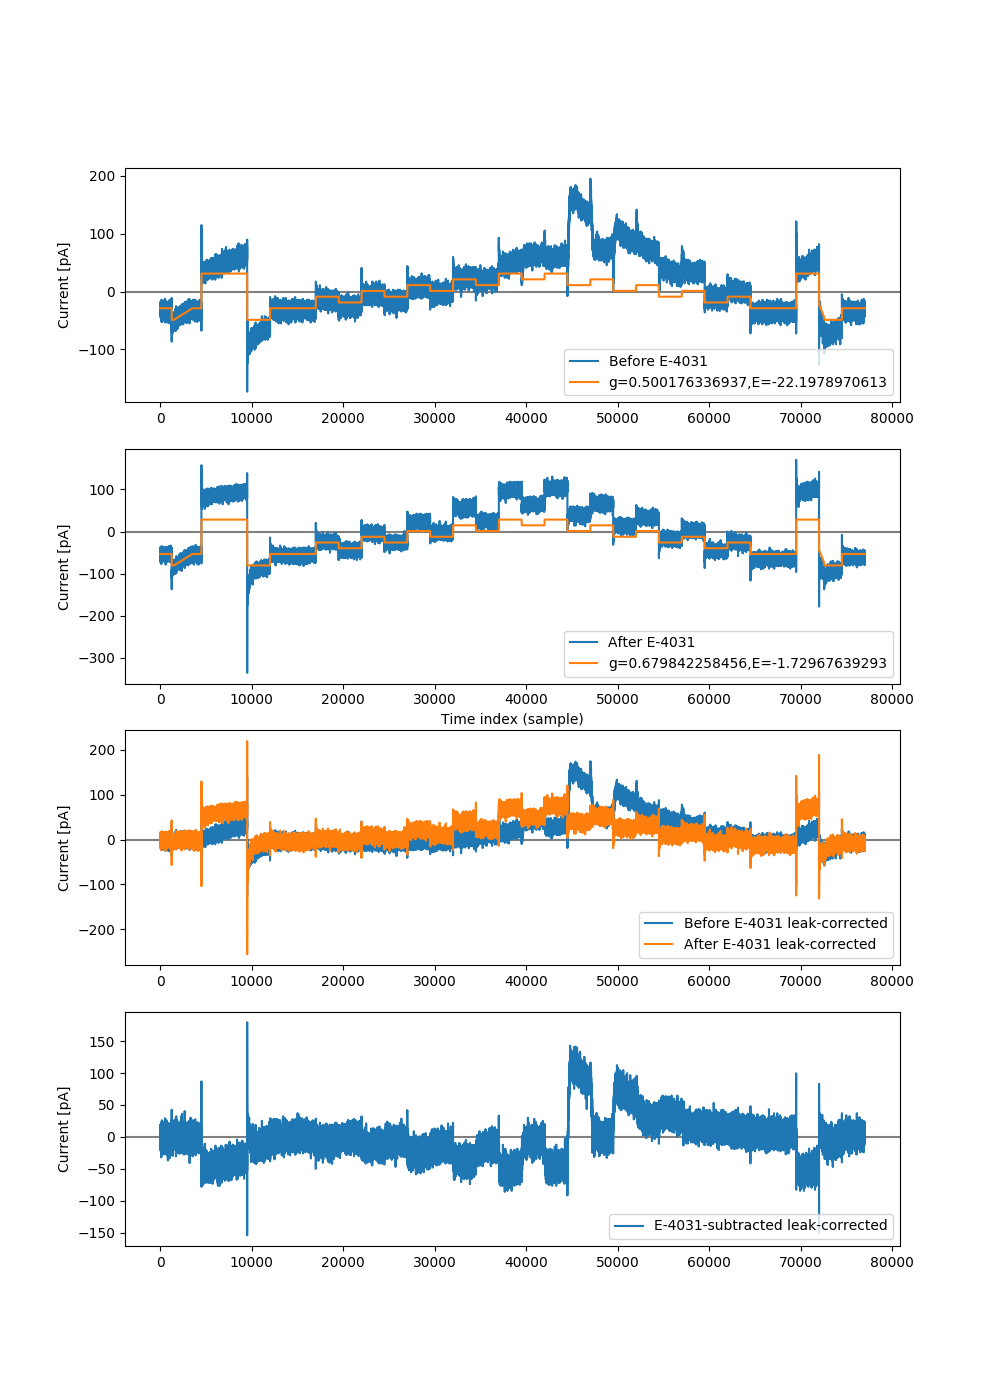 200
100
0
−100
Current [pA]
Before E-4031
g=0.500176336937,E=-22.1978970613
0 10000 20000 30000 40000 50000 60000 70000 80000
100
0
−100
−200
−300
Current [pA]
After E-4031
g=0.679842258456,E=-1.72967639293
0 10000 20000 30000 40000 50000 60000 70000 80000
Time index (sample)
200
100
0
−100
−200
Current [pA]
Before E-4031 leak-corrected
After E-4031 leak-corrected
0 10000 20000 30000 40000 50000 60000 70000 80000
150
100
50
0
−50
−100
−150
Current [pA]
E-4031-subtracted leak-corrected
0 10000 20000 30000 40000 50000 60000 70000 80000